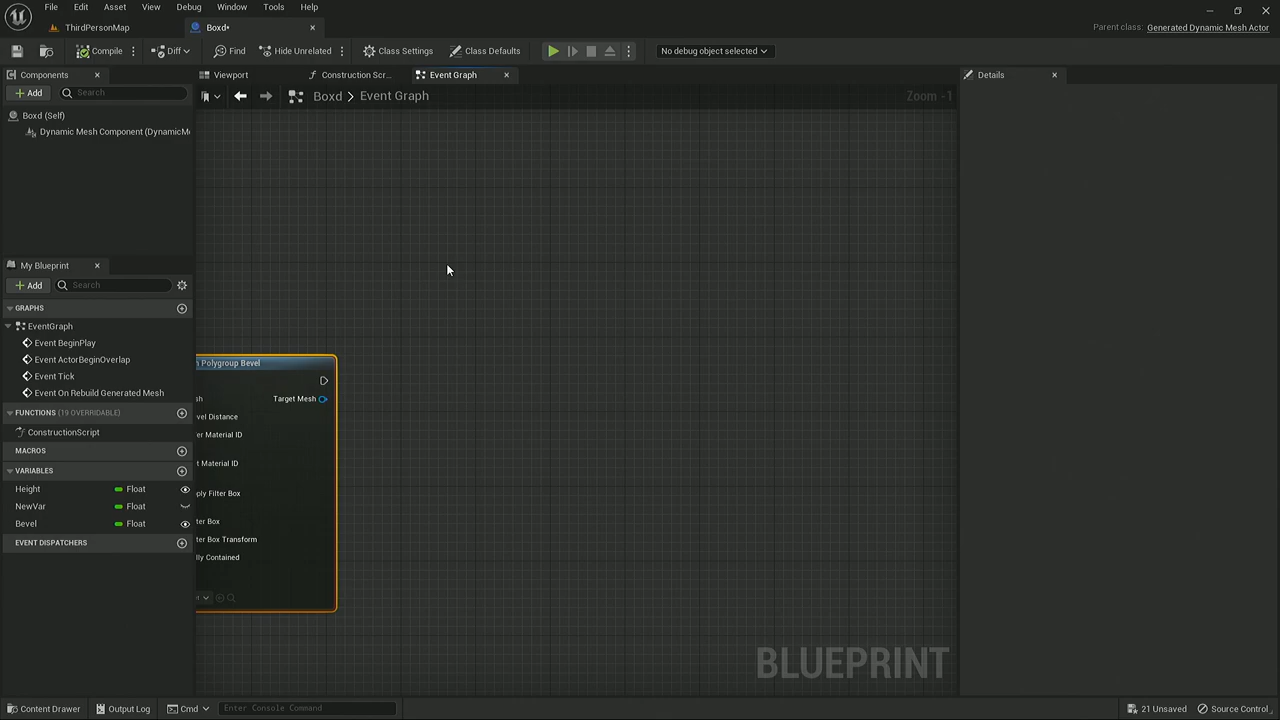 File Edit Asset View Debug Window Tools Help
ThirdPersonMap Boxd•
Parent class: Generated Dynamic Mesh Actor
Compile Diff Find Hide Unrelated Class Settings Class Defaults No debug object selected
Components
Viewport Construction Scr... Event Graph
Details
+ Add Search
Boxd > Event Graph
Zoom -1
Boxd (Self)
Dynamic Mesh Component (DynamicMe
My Blueprint
+ Add Search
GRAPHS
EventGraph
Event BeginPlay
Event ActorBeginOverlap
Event Tick
Event On Rebuild Generated Mesh
FUNCTIONS (19 OVERRIDABLE)
ConstructionScript
MACROS
VARIABLES
Height Float
NewVar Float
Bevel Float
EVENT DISPATCHERS
Polygroup Bevel
Target Mesh
vel Distance
er Material ID
t Material ID
ply Filter Box
ter Box
ter Box Transform
lly Contained
BLUEPRINT
Content Drawer Output Log Cmd Enter Console Command
21 Unsaved Source Control